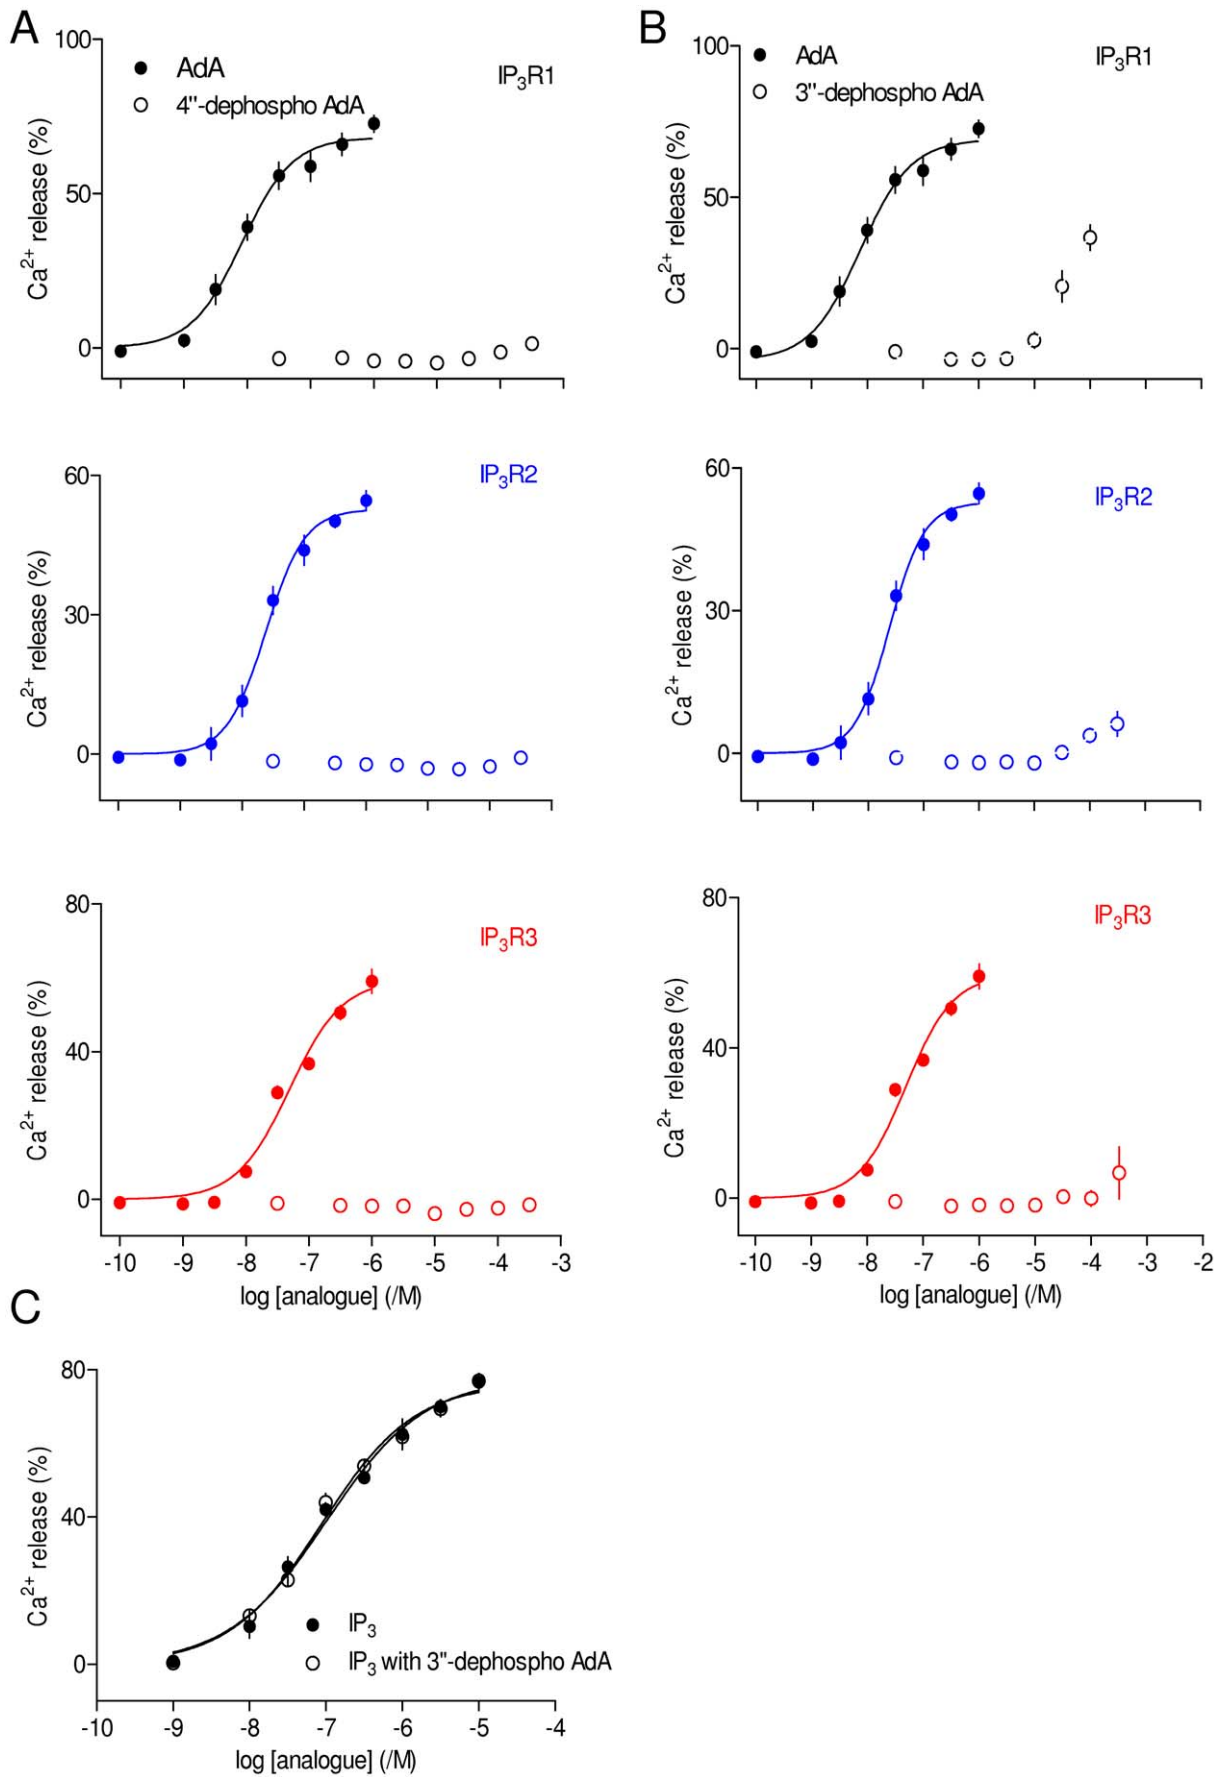 A
100
50
0
Ca²⁺ release (%)
AdA
4"-dephospho AdA
IP₃R1
60
30
0
Ca²⁺ release (%)
IP₃R2
80
40
0
Ca²⁺ release (%)
IP₃R3
-10 -9 -8 -7 -6 -5 -4 -3
log [analogue] (/M)
B
100
50
0
Ca²⁺ release (%)
AdA
3"-dephospho AdA
IP₃R1
60
30
0
Ca²⁺ release (%)
IP₃R2
80
40
0
Ca²⁺ release (%)
IP₃R3
-10 -9 -8 -7 -6 -5 -4 -3 -2
log [analogue] (/M)
C
80
40
0
Ca²⁺ release (%)
IP₃
IP₃ with 3"-dephospho AdA
-10 -9 -8 -7 -6 -5 -4
log [analogue] (/M)